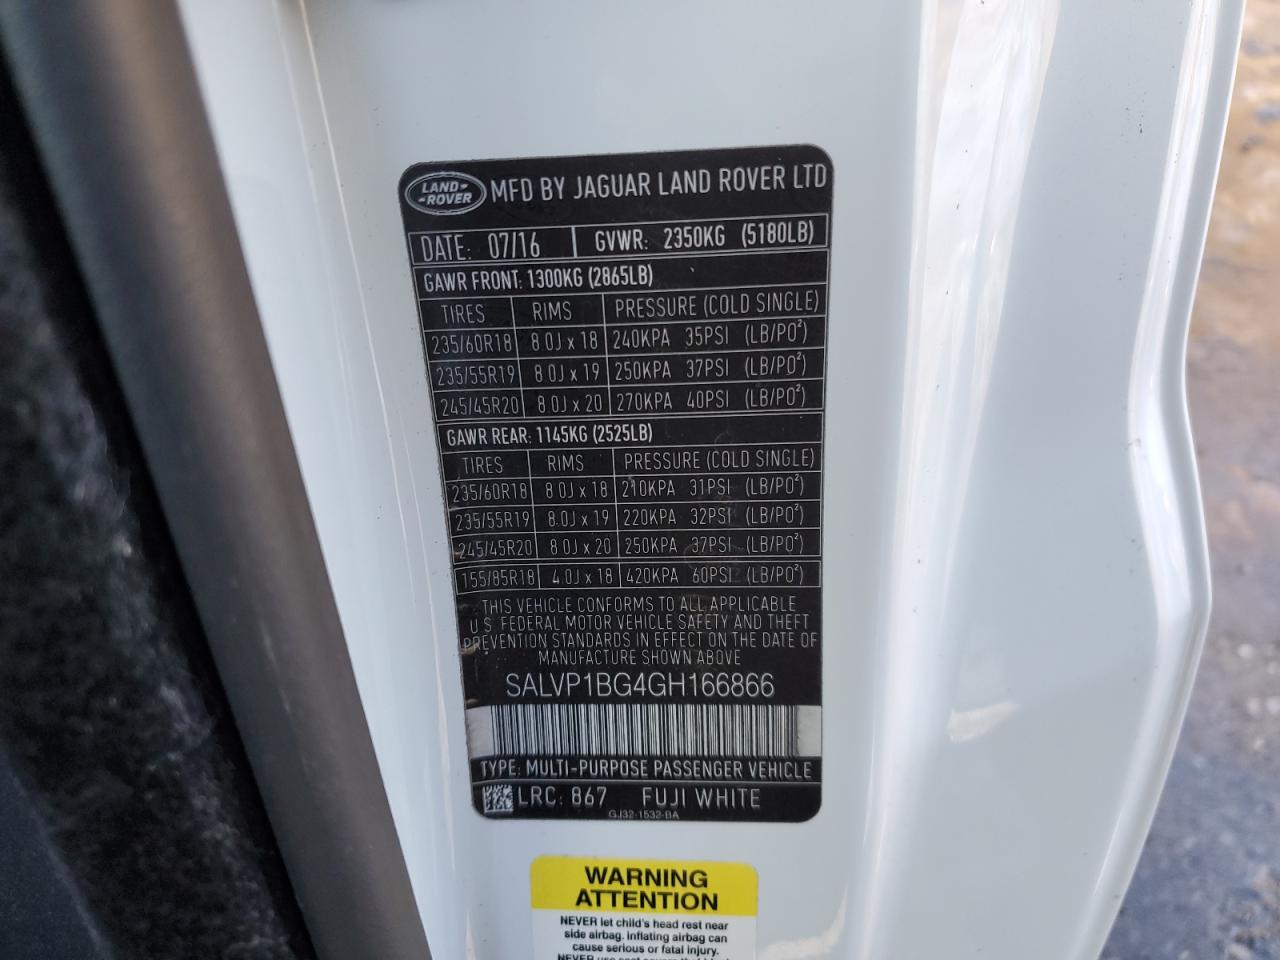 LAND-
-ROVER
MFD BY JAGUAR LAND ROVER LTD
DATE: 07/16 GVWR: 2350KG (5180LB)
GAWR FRONT: 1300KG (2865LB)
TIRES RIMS PRESSURE (COLD SINGLE)
235/60R18 8.0J x 18 240KPA 35PSI (LB/PO²)
235/55R19 8.0J x 19 250KPA 37PSI (LB/PO²)
245/45R20 8.0J x 20 270KPA 40PSI (LB/PO²)
GAWR REAR: 1145KG (2525LB)
TIRES RIMS PRESSURE (COLD SINGLE)
235/60R18 8.0J x 18 210KPA 31PSI (LB/PO²)
235/55R19 8.0J x 19 220KPA 32PSI (LB/PO²)
245/45R20 8.0J x 20 250KPA 37PSI (LB/PO²)
155/85R18 4.0J x 18 420KPA 60PSI (LB/PO²)
THIS VEHICLE CONFORMS TO ALL APPLICABLE
U.S. FEDERAL MOTOR VEHICLE SAFETY AND THEFT
PREVENTION STANDARDS IN EFFECT ON THE DATE OF
MANUFACTURE SHOWN ABOVE
SALVP1BG4GH166866
TYPE: MULTI-PURPOSE PASSENGER VEHICLE
LRC: 867 FUJI WHITE
GJ32-1532-BA
WARNING
ATTENTION
NEVER let child's head rest near
side airbag. inflating airbag can
cause serious or fatal injury.
NEVER use